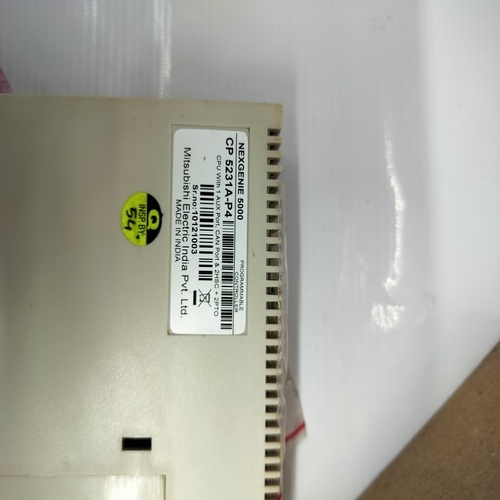 NEXGENIE 5000
PROGRAMMABLE
CONTROLLER
CP 5231A-P4
CPU With 1 AUX Port, CAN Port & 2HSC + 2PTO
Sr.no:10121003
Mitsubishi Electric India Pvt. Ltd.
MADE IN INDIA
INSP. BY.
54